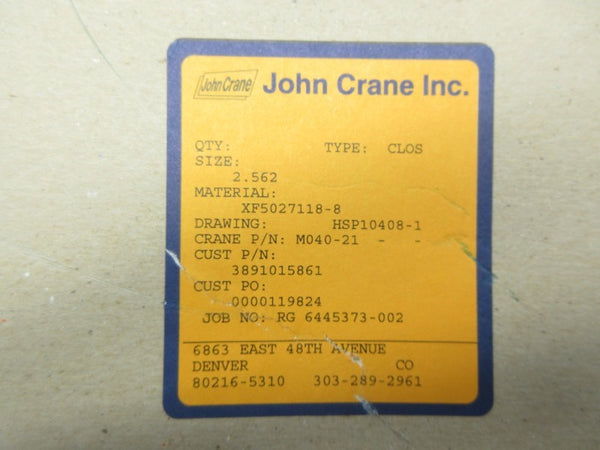 John Crane John Crane Inc.
QTY: TYPE: CLOS
SIZE:
2.562
MATERIAL:
XF5027118-8
DRAWING: HSP10408-1
CRANE P/N: M040-21 - -
CUST P/N:
3891015861
CUST PO:
0000119824
JOB NO: RG 6445373-002
6863 EAST 48TH AVENUE
DENVER CO
80216-5310 303-289-2961